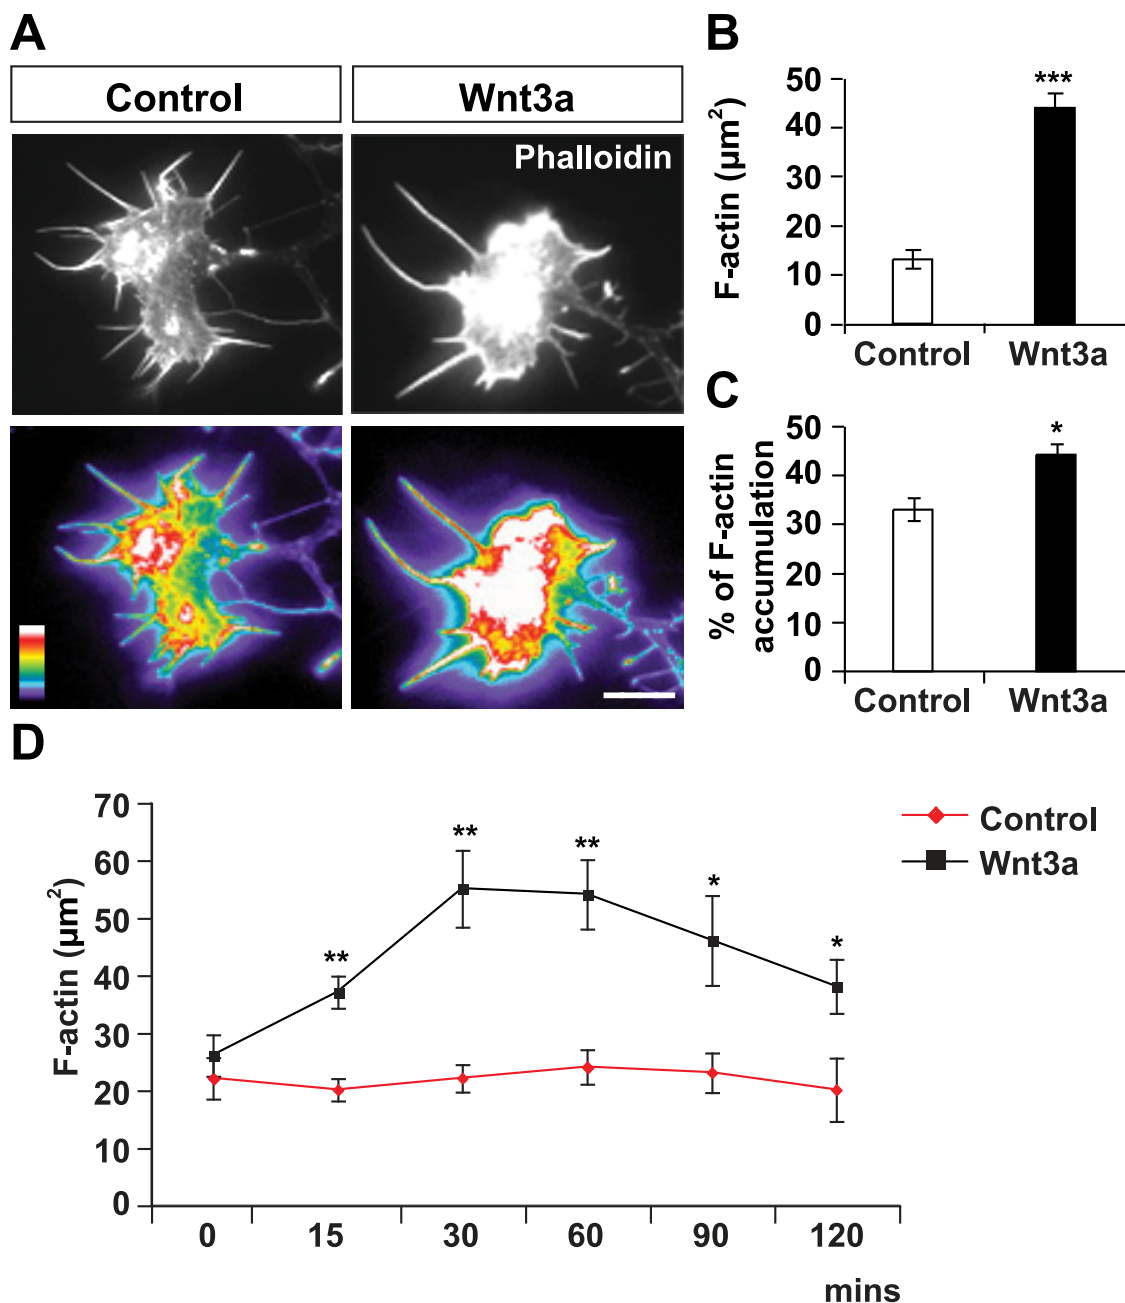 A
Control
Wnt3a
Phalloidin
B
F-actin (µm²)
50
40
30
20
10
0
***
Control
Wnt3a
C
% of F-actin
accumulation
50
40
30
20
10
0
*
Control
Wnt3a
D
F-actin (µm²)
70
60
50
40
30
20
10
0
**
**
**
*
*
Control
Wnt3a
0 15 30 60 90 120
mins